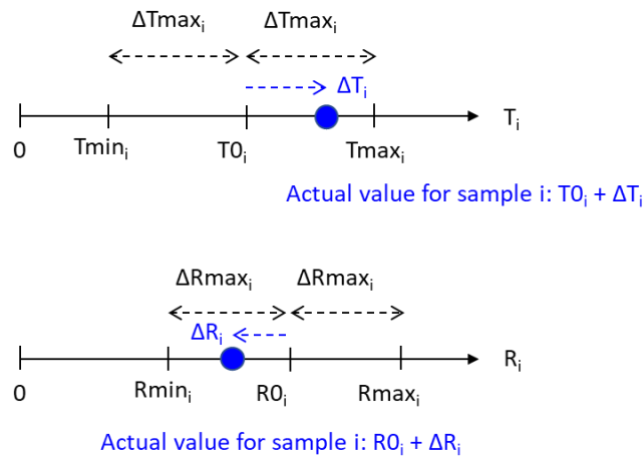 ΔTmaxᵢ ΔTmaxᵢ
ΔTᵢ
0 Tminᵢ T0ᵢ Tmaxᵢ Tᵢ
Actual value for sample i: T0ᵢ + ΔTᵢ
ΔRmaxᵢ ΔRmaxᵢ
ΔRᵢ
0 Rminᵢ R0ᵢ Rmaxᵢ Rᵢ
Actual value for sample i: R0ᵢ + ΔRᵢ